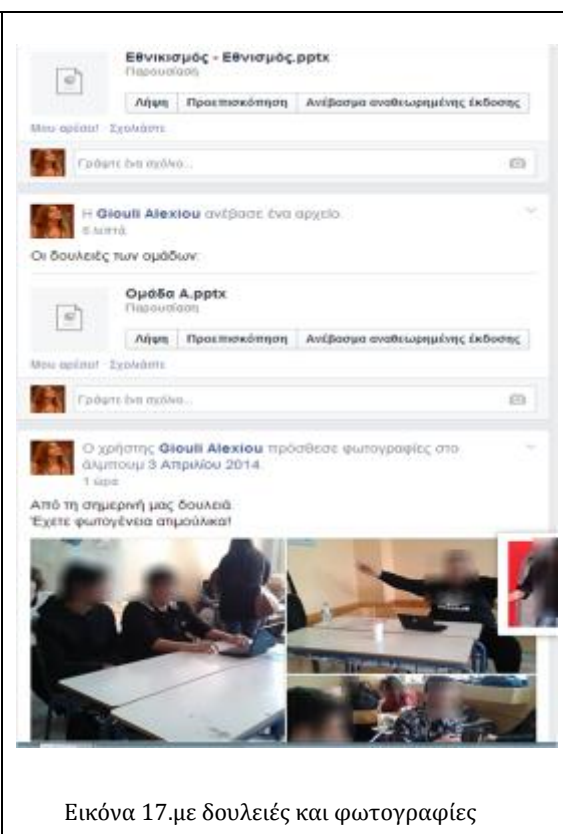 Εθνικισμός - Εθνισμός.pptx
Παρουσίαση
Λήψη Προεπισκόπηση Ανέβασμα αναθεωρημένης έκδοσης
Μου αρέσει! · Σχολιάστε
Γράψτε ένα σχόλιο...
Η Giouli Alexiou ανέβασε ένα αρχείο.
6 λεπτά
Οι δουλειές των ομάδων:
Ομάδα Α.pptx
Παρουσίαση
Λήψη Προεπισκόπηση Ανέβασμα αναθεωρημένης έκδοσης
Μου αρέσει! · Σχολιάστε
Γράψτε ένα σχόλιο...
Ο χρήστης Giouli Alexiou πρόσθεσε φωτογραφίες στο
άλμπουμ 3 Απριλίου 2014.
1 ώρα
Από τη σημερινή μας δουλειά.
Έχετε φωτογένεια ατιμούλικα!
Εικόνα 17.με δουλειές και φωτογραφίες